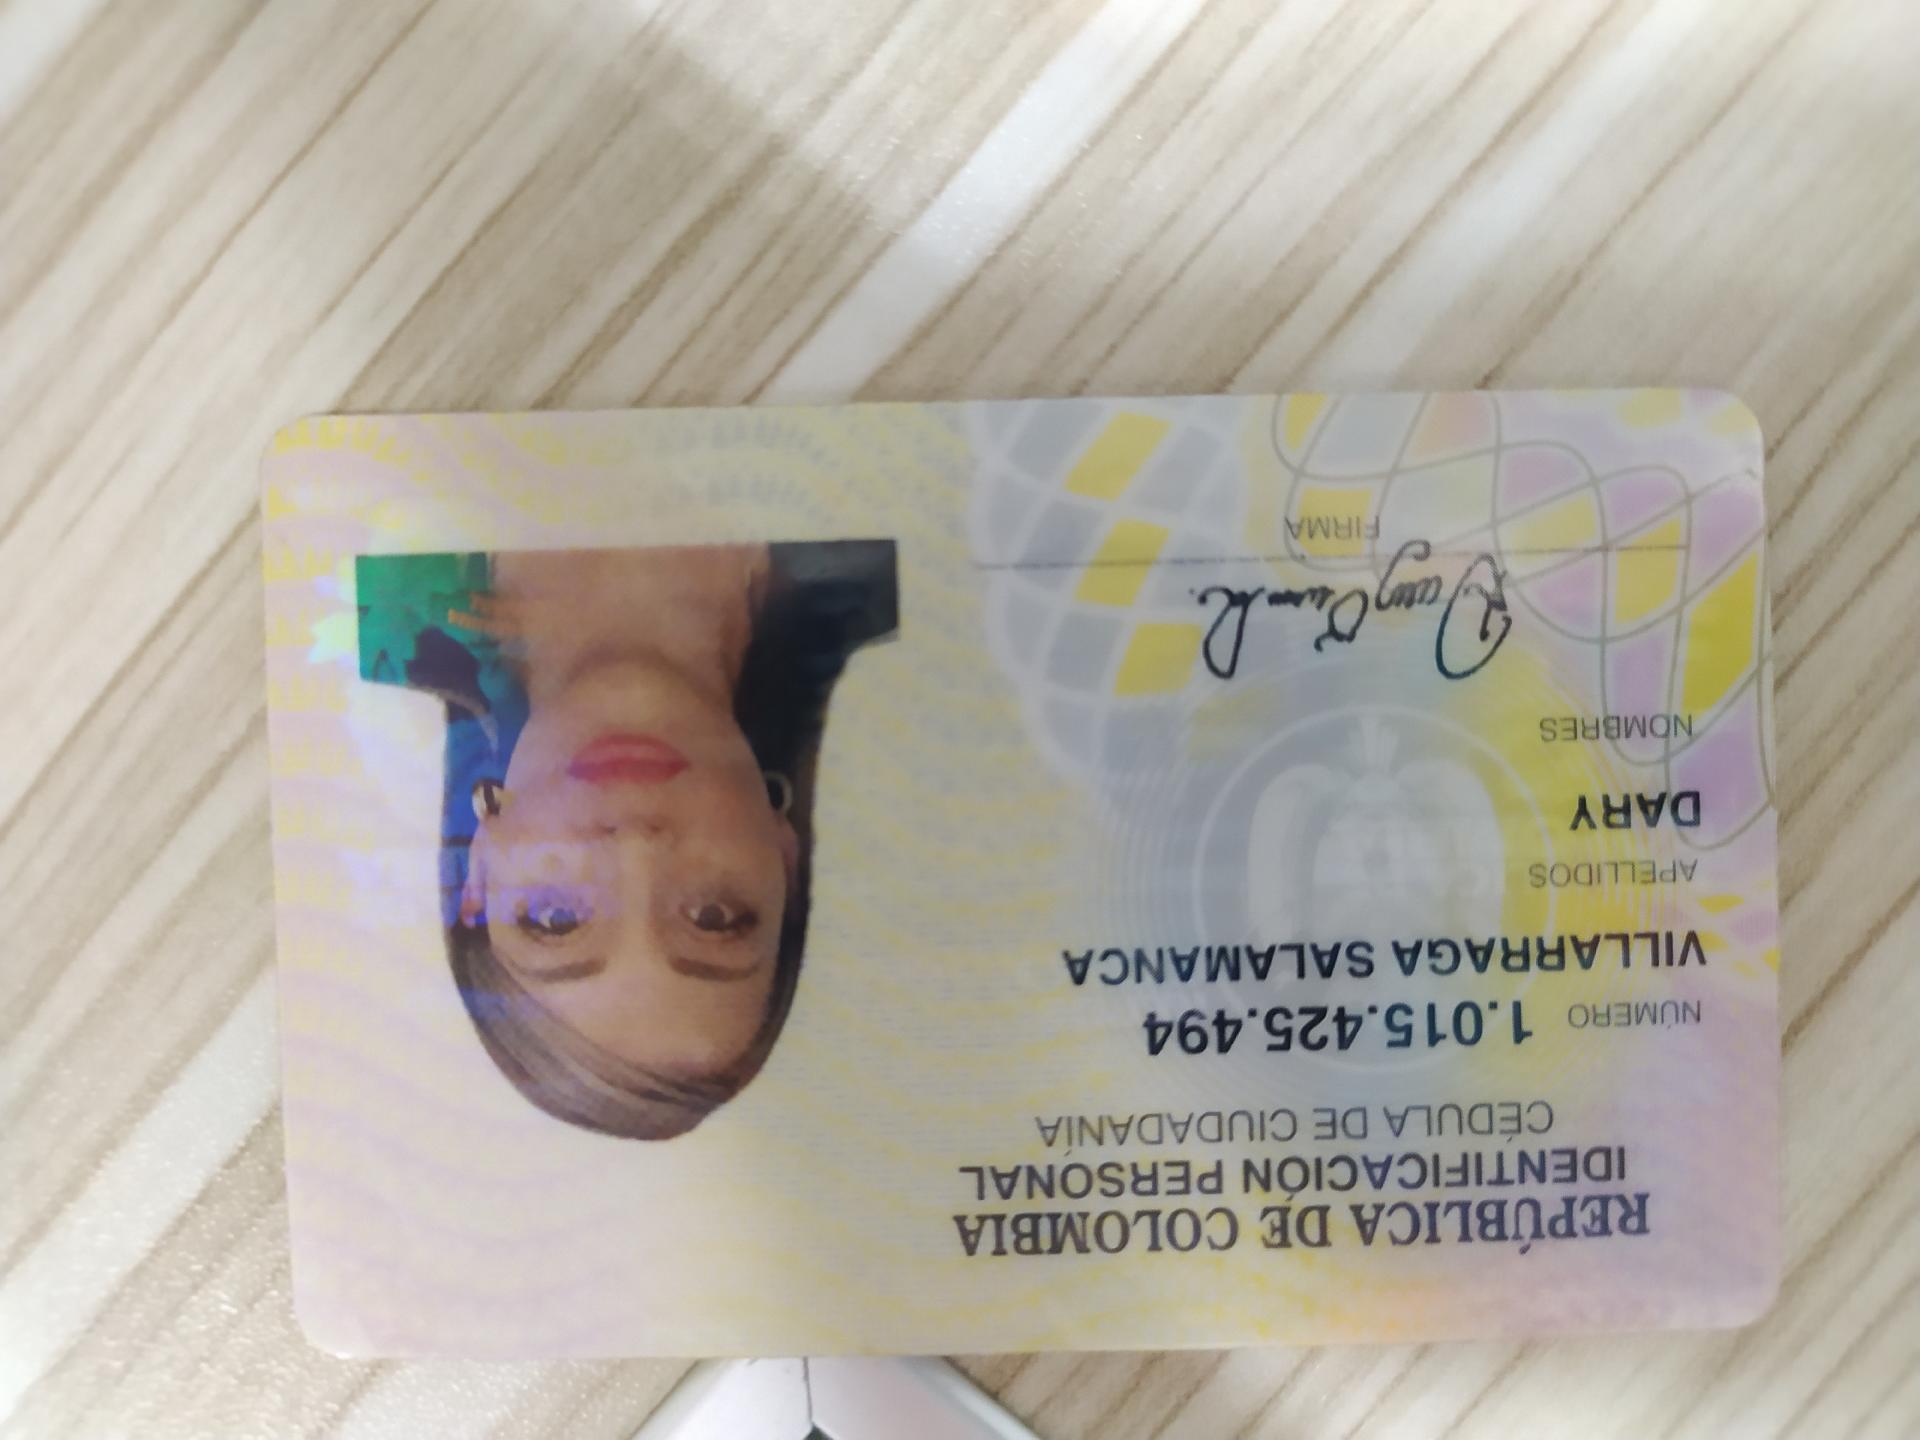 REPÚBLICA DE COLOMBIA
IDENTIFICACIÓN PERSONAL
CÉDULA DE CIUDADANÍA
NÚMERO 1.015.425.494
VILLARRAGA SALAMANCA
APELLIDOS
DARY
NOMBRES
FIRMA